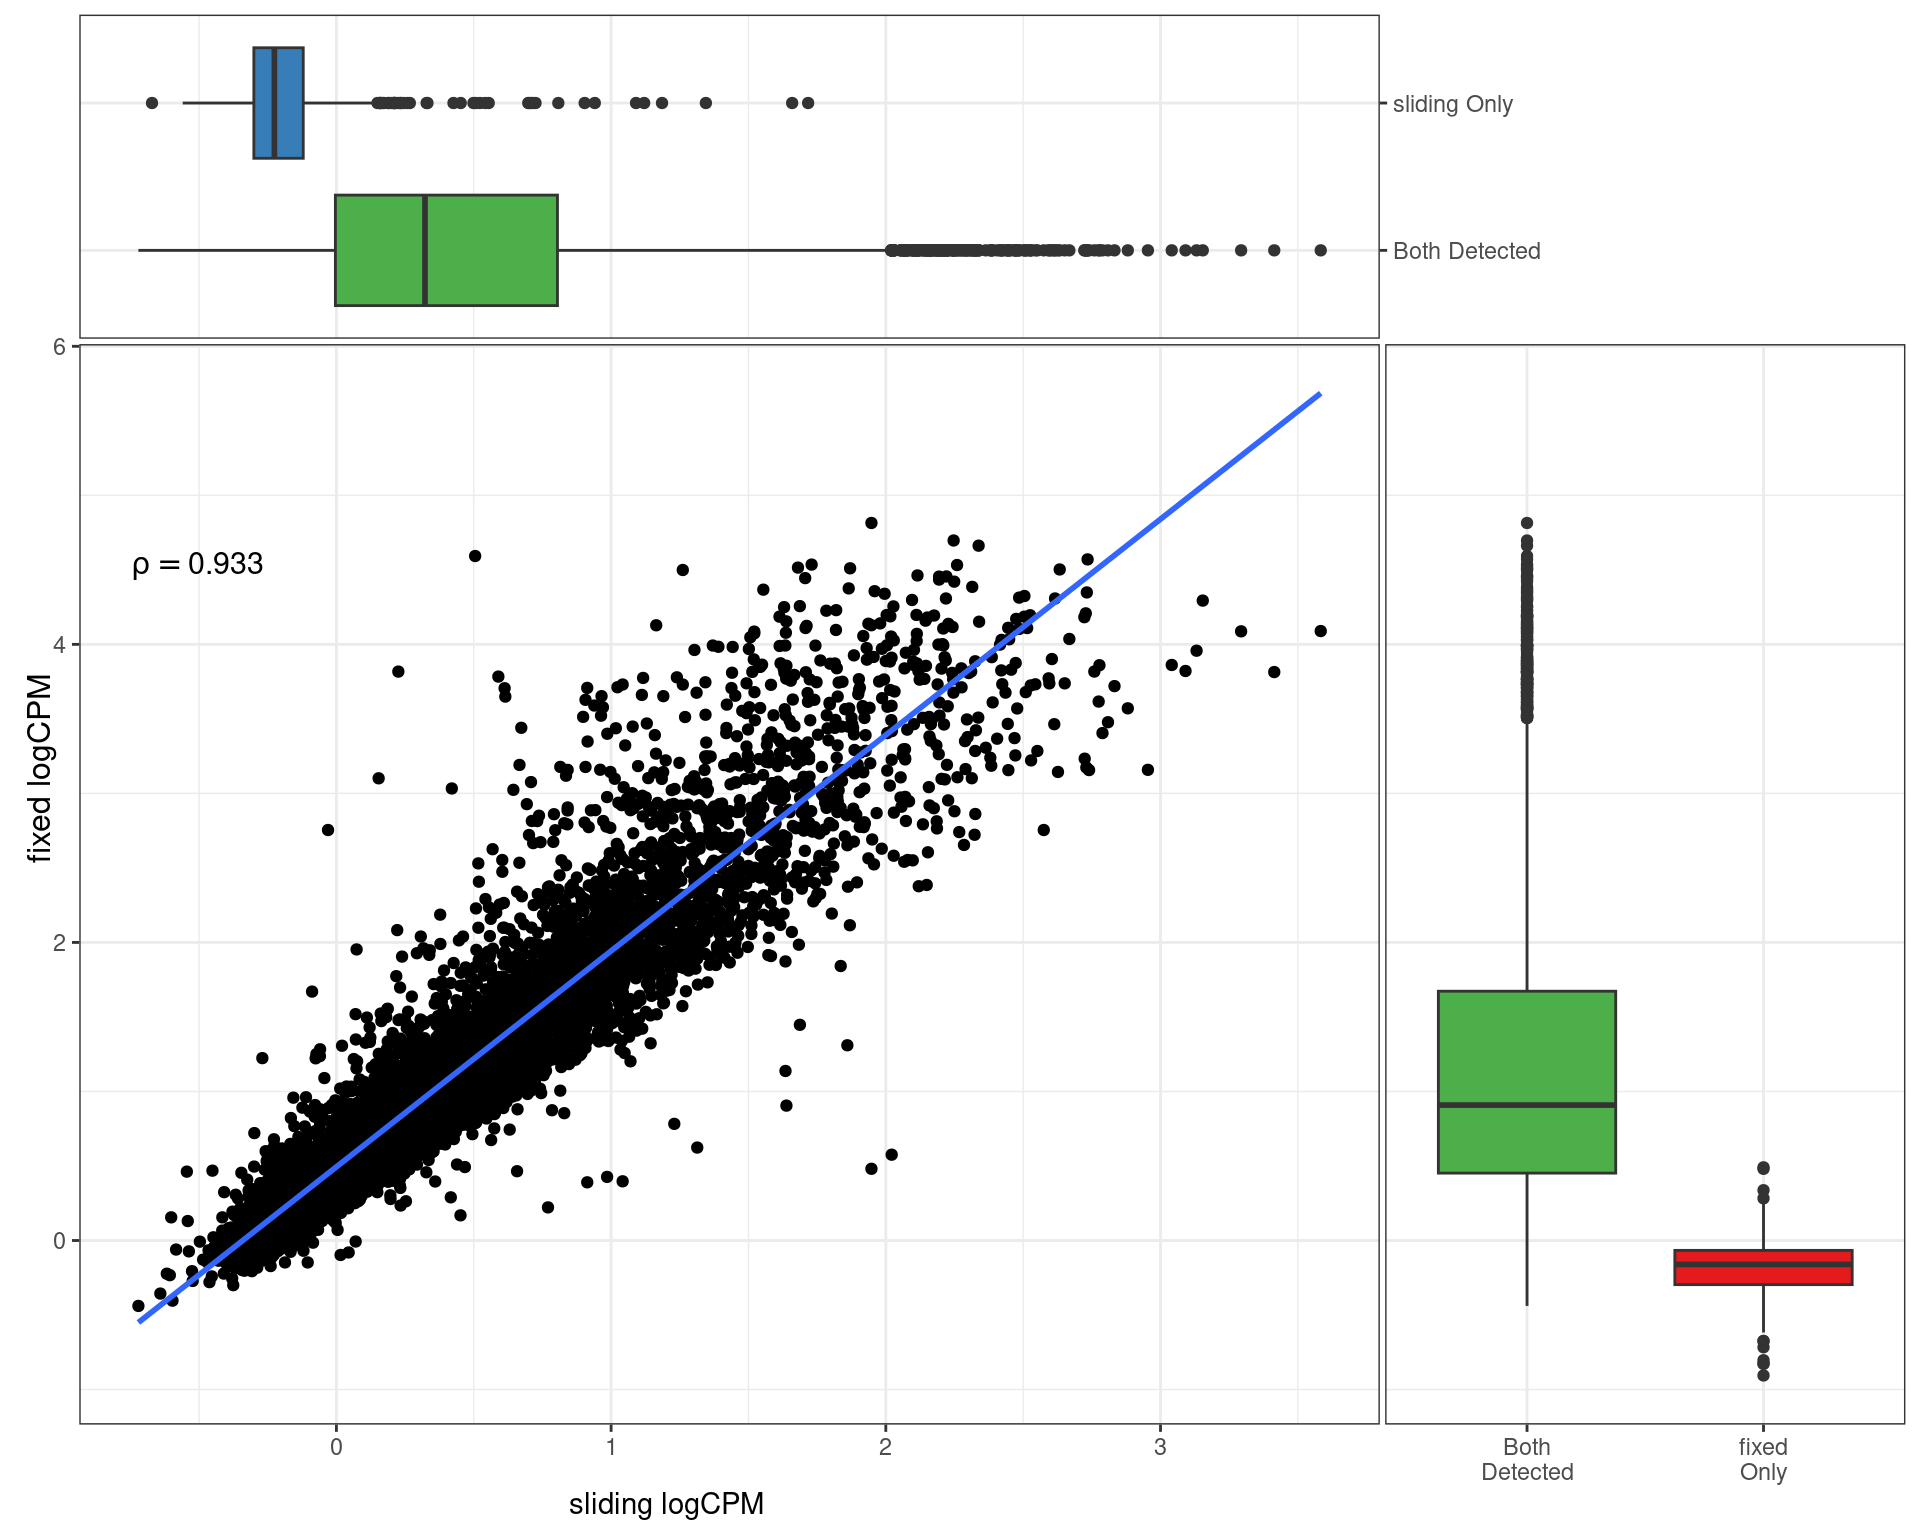 sliding Only
Both Detected
6
4
2
0
fixed logCPM
ρ = 0.933
0 1 2 3
sliding logCPM
Both
Detected
fixed
Only